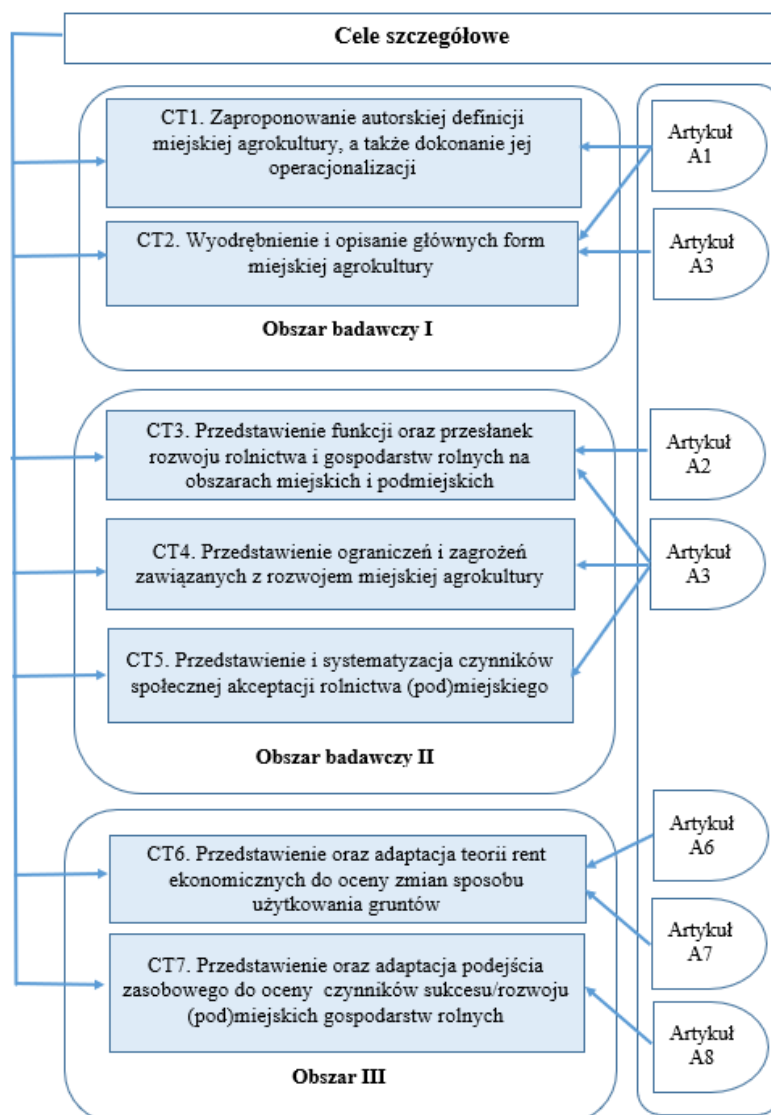 Cele szczegółowe
CT1. Zaproponowanie autorskiej definicji
miejskiej agrokultury, a także dokonanie jej
operacjonalizacji
Artykuł
A1
CT2. Wyodrębnienie i opisanie głównych form
miejskiej agrokultury
Artykuł
A3
Obszar badawczy I
CT3. Przedstawienie funkcji oraz przesłanek
rozwoju rolnictwa i gospodarstw rolnych na
obszarach miejskich i podmiejskich
Artykuł
A2
CT4. Przedstawienie ograniczeń i zagrożeń
zawiązanych z rozwojem miejskiej agrokultury
Artykuł
A3
CT5. Przedstawienie i systematyzacja czynników
społecznej akceptacji rolnictwa (pod)miejskiego
Obszar badawczy II
CT6. Przedstawienie oraz adaptacja teorii rent
ekonomicznych do oceny zmian sposobu
użytkowania gruntów
Artykuł
A6
Artykuł
A7
CT7. Przedstawienie oraz adaptacja podejścia
zasobowego do oceny czynników sukcesu/rozwoju
(pod)miejskich gospodarstw rolnych
Artykuł
A8
Obszar III